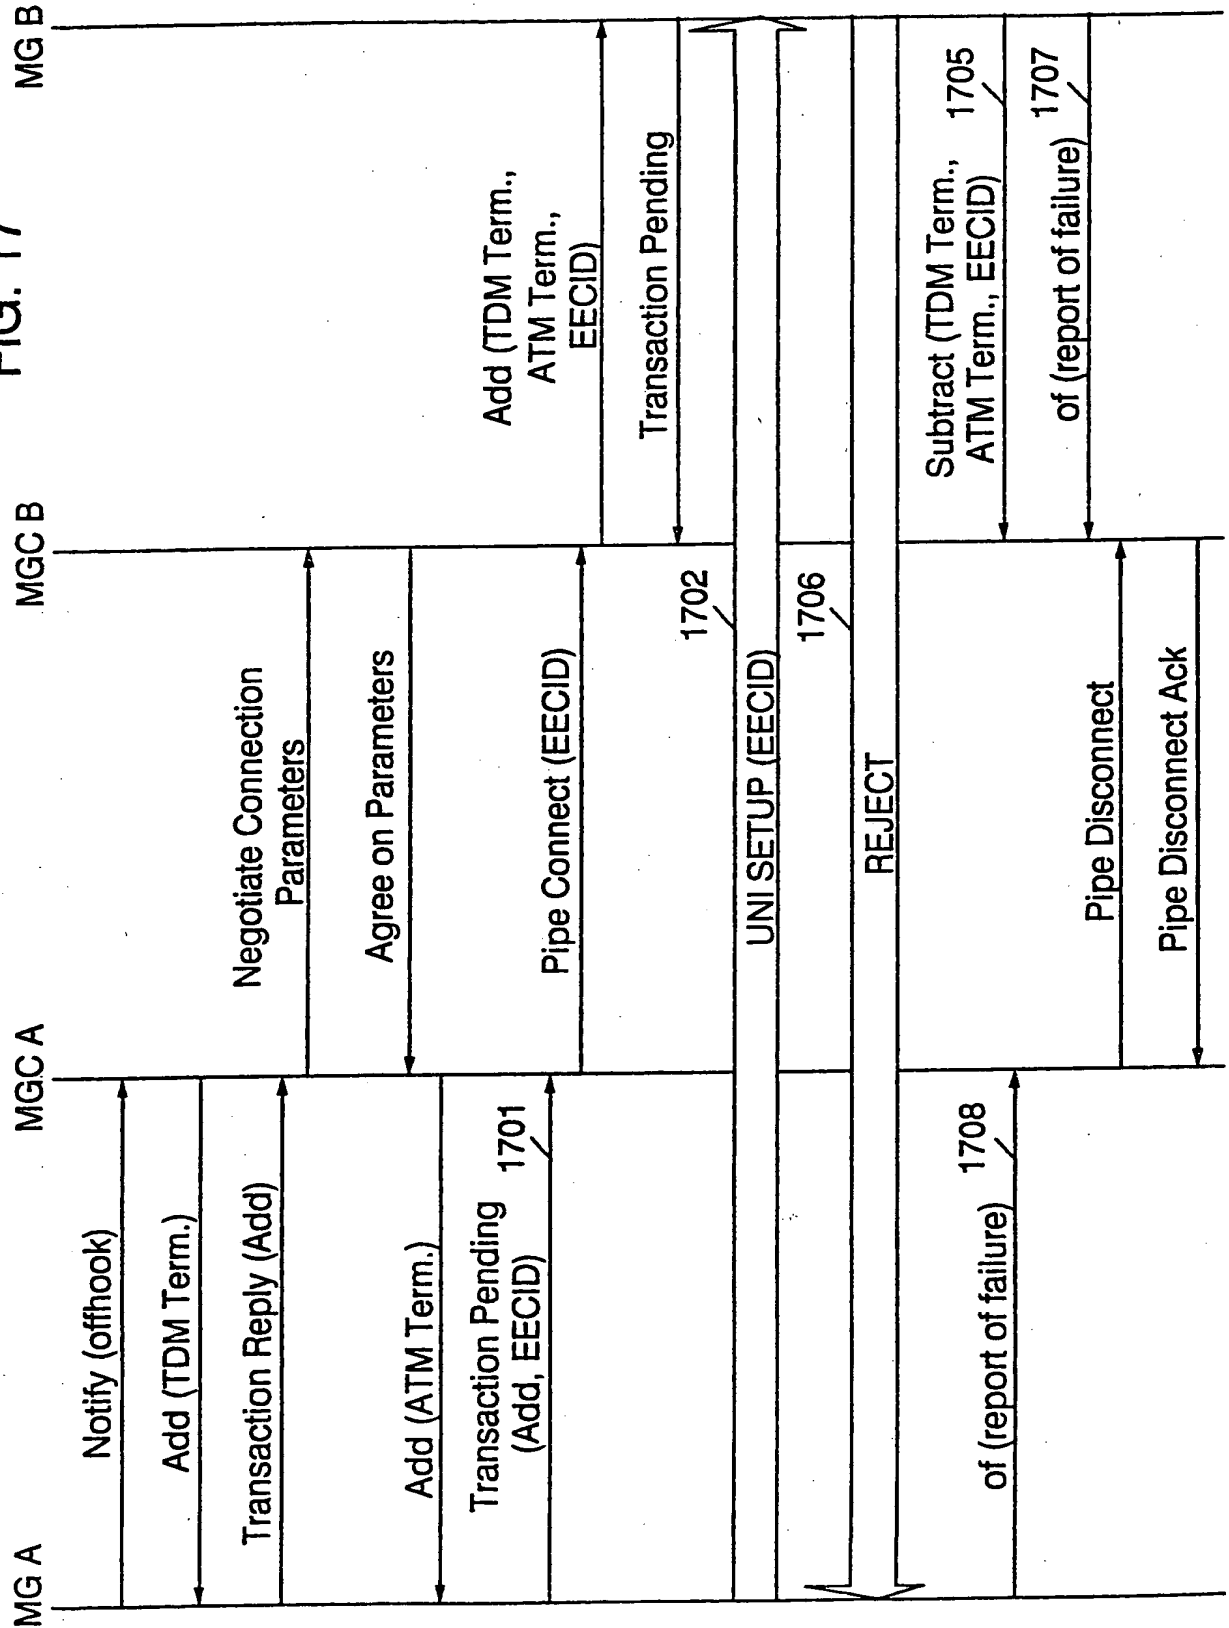 FIG. 17
MG A
MGC A
MGC B
MG B
Notify (offhook)
Add (TDM Term.)
Transaction Reply (Add)
Negotiate Connection
Parameters
Agree on Parameters
Add (ATM Term.)
Transaction Pending
(Add, EECID)
1701
Pipe Connect (EECID)
Add (TDM Term.,
ATM Term.,
EECID)
Transaction Pending
1702
UNI SETUP (EECID)
1706
REJECT
Subtract (TDM Term.,
ATM Term., EECID)
1705
of (report of failure)
1708
of (report of failure)
1707
Pipe Disconnect
Pipe Disconnect Ack